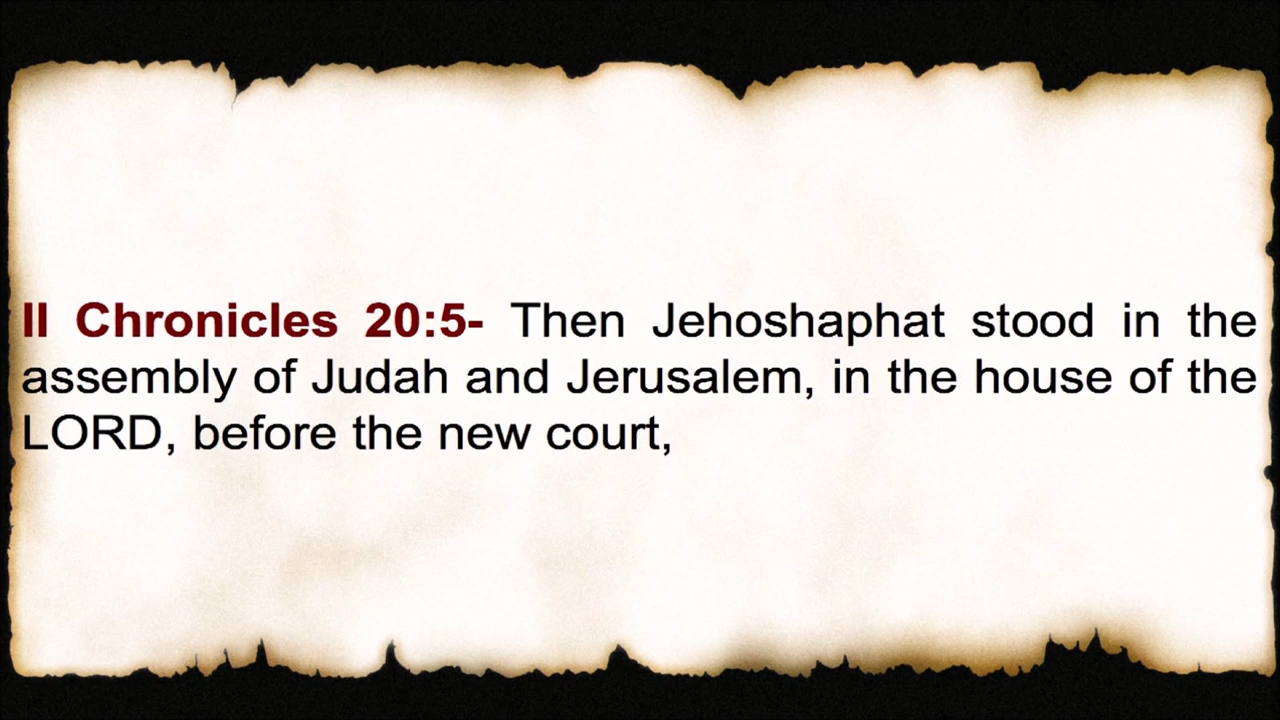 II Chronicles 20:5- Then Jehoshaphat stood in the
assembly of Judah and Jerusalem, in the house of the
LORD, before the new court,